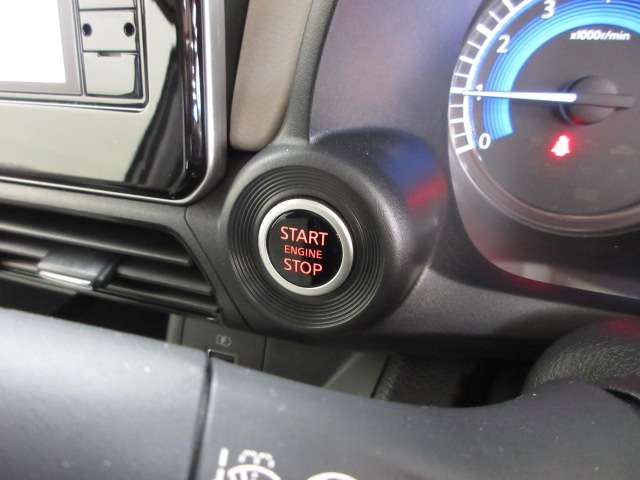 3
2
x1000r/min
1
0
START
ENGINE
STOP